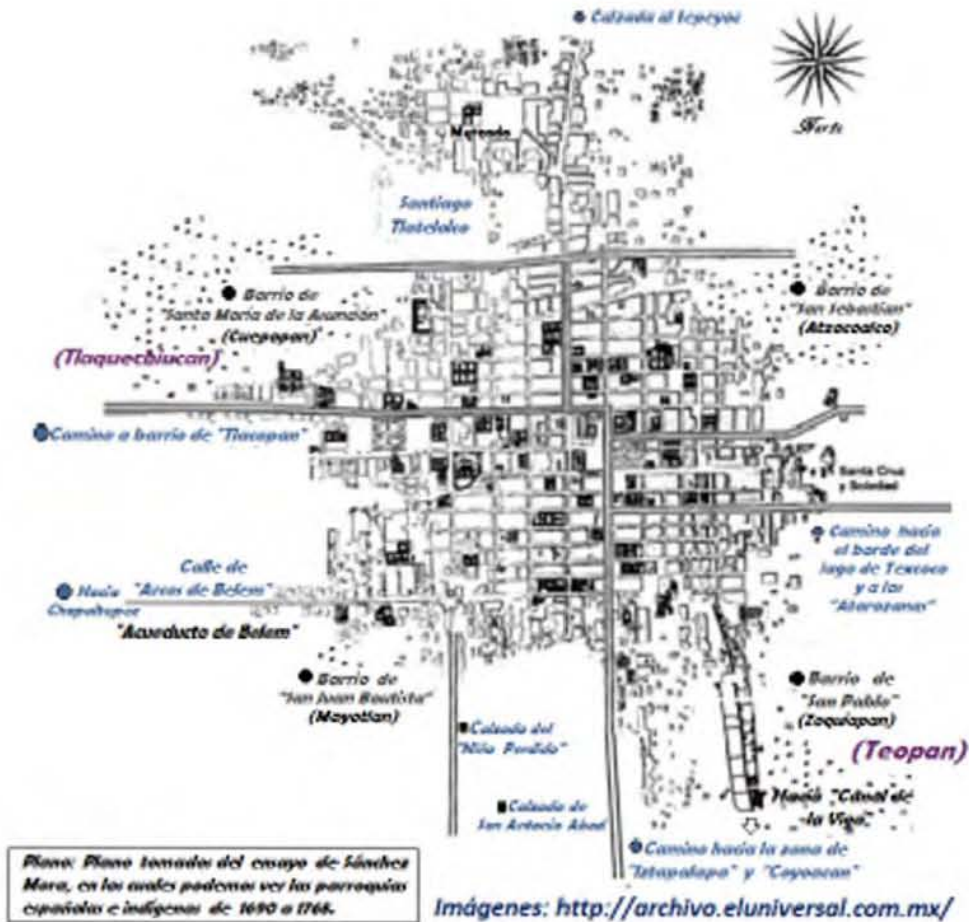 Calzada al tepeyac
Norte
Mercado
Santiago
Tlatelolco
Barrio de
"Santa María de la Asunción"
(Cuepopan)
(Tlaquechiucan)
Barrio de
"San Sebastian"
(Atzacoalco)
Camino a barrio de "Tlacopan"
Santa Cruz
y Soledad
Camino hacia
el borde del
lago de Texcoco
y a las
"Atarazanas"
Calle de
"Arcos de Belem"
Hacia
Chapultepec
"Acueducto de Belem"
Barrio de
"San Juan Bautista"
(Moyotlan)
Barrio de
"San Pablo"
(Zoquiapan)
(Teopan)
Calzada del
"Niño Perdido"
Hacia "Canal de
la Viga"
Calzada de
San Antonio Abad
Camino hacia la zona de
"Iztapalapa" y "Coyoacan"
Plano: Plano tomados del ensayo de Sánchez
Mora, en los cuales podemos ver las parroquias
españolas e indígenas de 1690 a 1768.
Imágenes: http://archivo.eluniversal.com.mx/